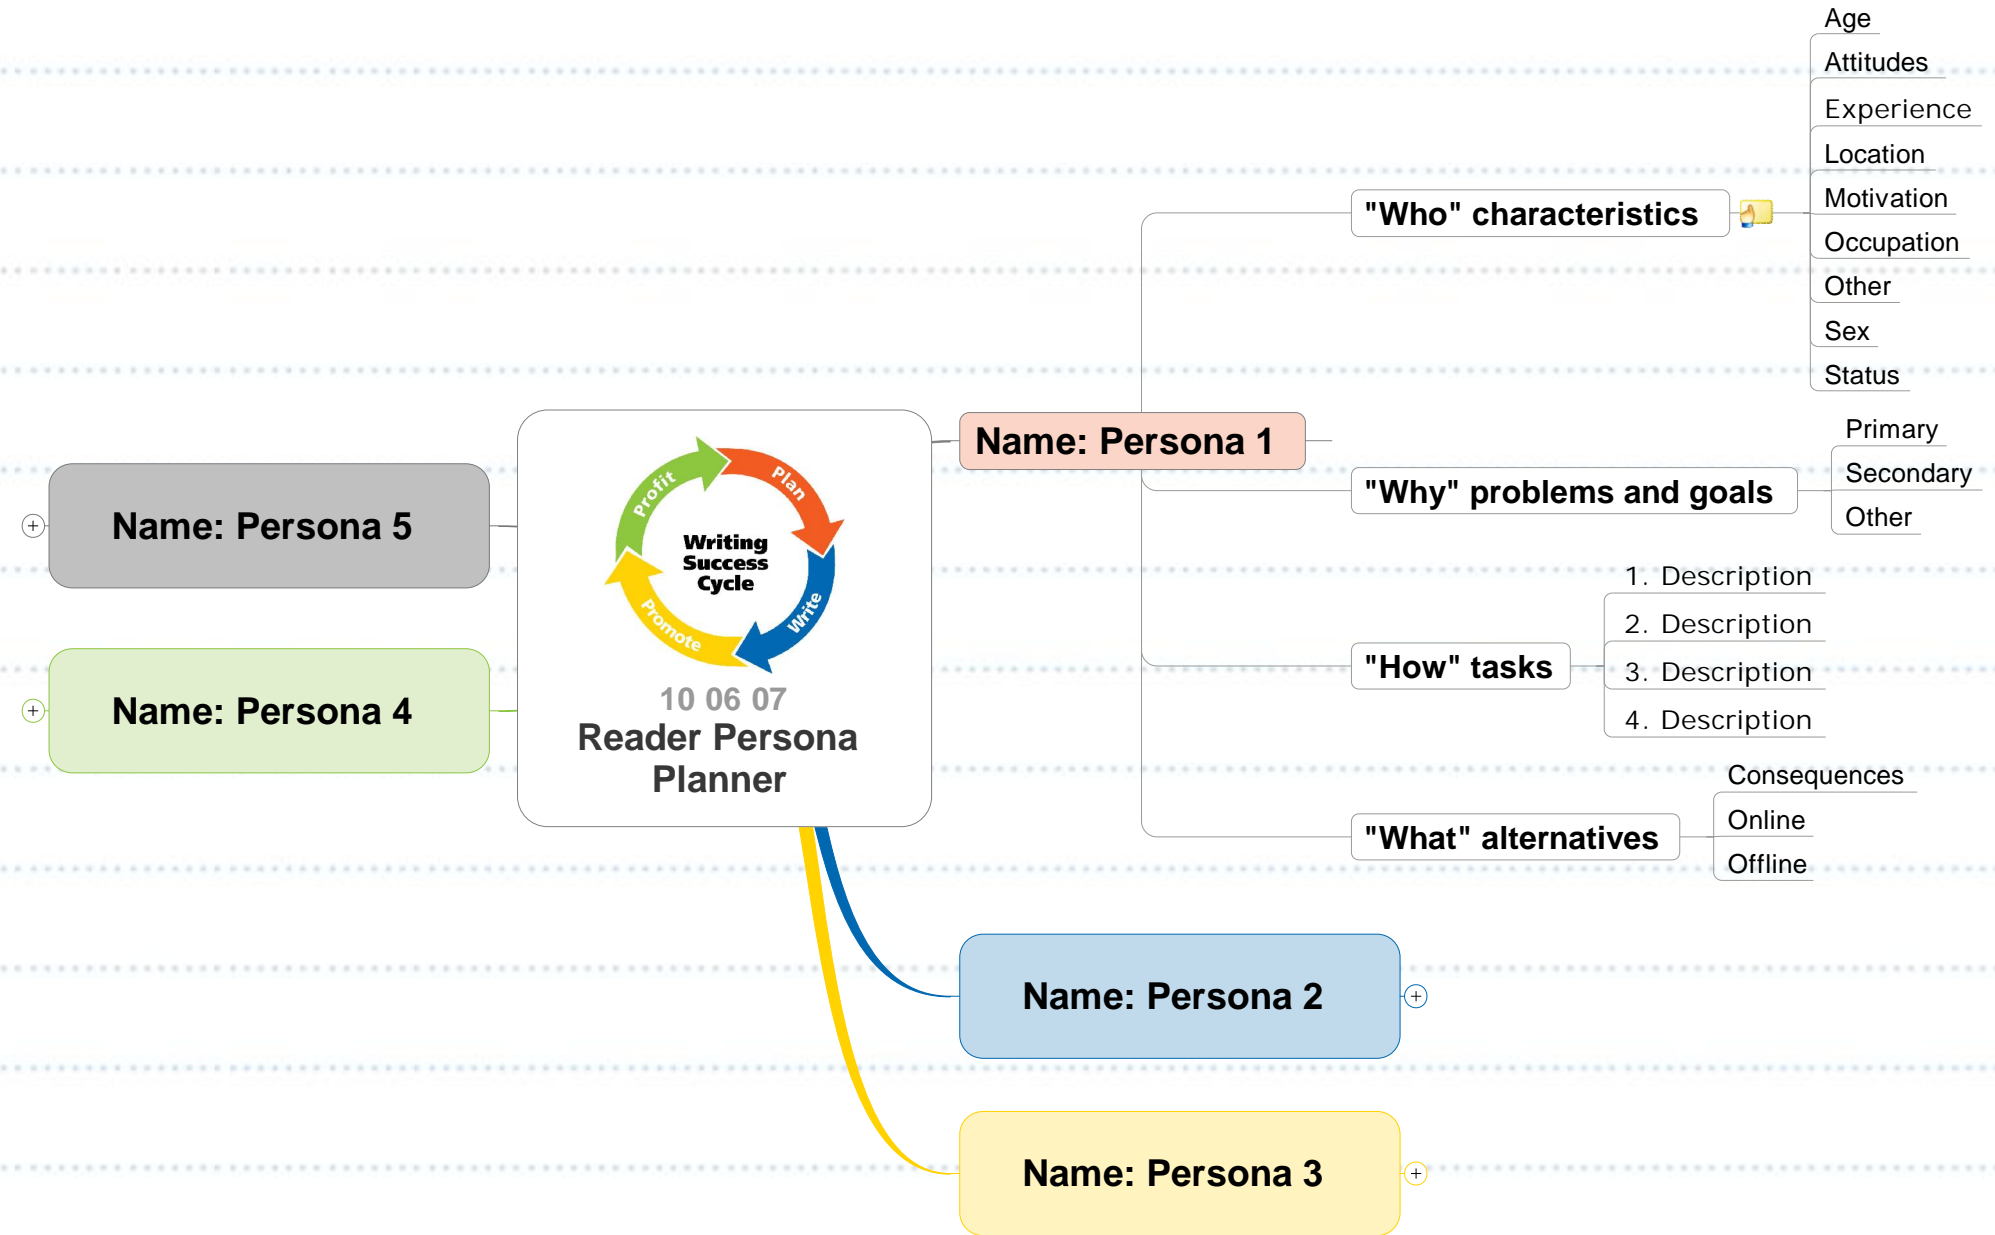 Profit
Plan
Write
Promote
Writing
Success
Cycle
10 06 07
Reader Persona
Planner
Name: Persona 1
"Who" characteristics
Age
Attitudes
Experience
Location
Motivation
Occupation
Other
Sex
Status
"Why" problems and goals
Primary
Secondary
Other
"How" tasks
1. Description
2. Description
3. Description
4. Description
"What" alternatives
Consequences
Online
Offline
Name: Persona 2
Name: Persona 3
Name: Persona 4
Name: Persona 5